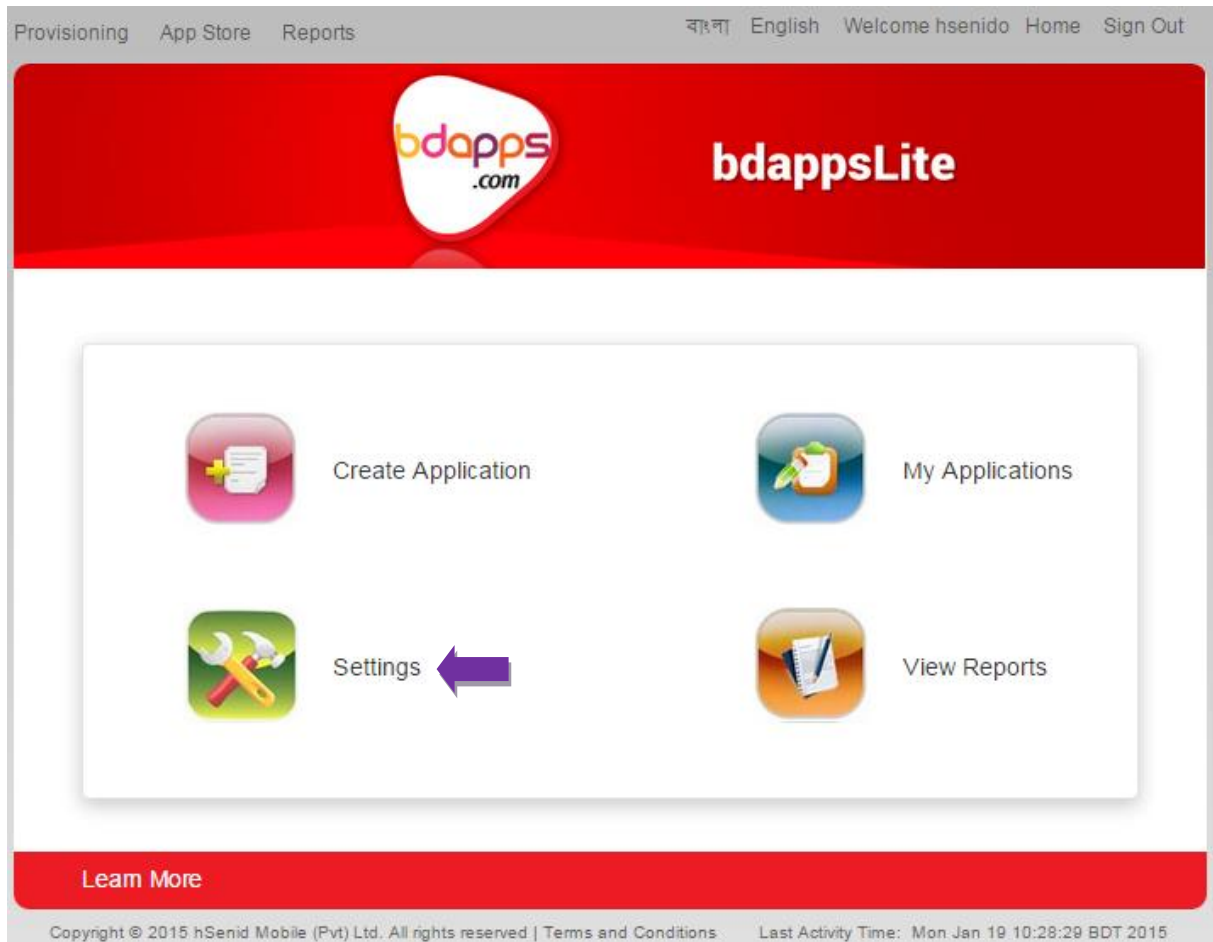 Provisioning App Store Reports বাংলা English Welcome hsenido Home Sign Out
bdapps
.com
bdappsLite
Create Application
My Applications
Settings
View Reports
Learn More
Copyright © 2015 hSenid Mobile (Pvt) Ltd. All rights reserved | Terms and Conditions Last Activity Time: Mon Jan 19 10:28:29 BDT 2015